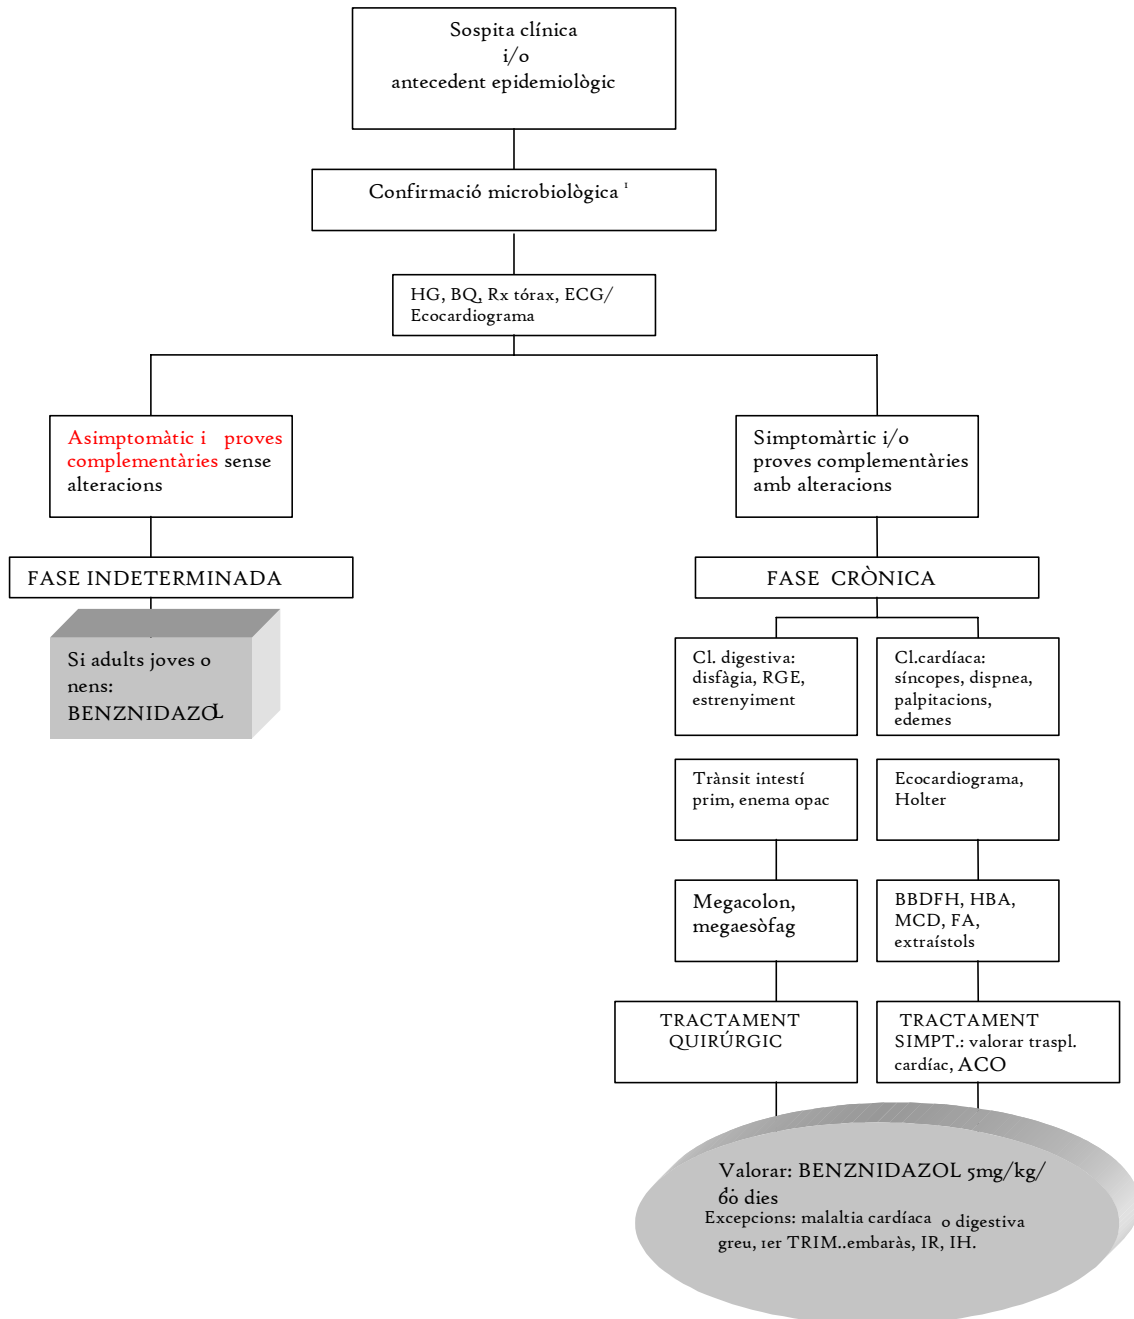 Sospita clínica
i/o
antecedent epidemiològic
Confirmació microbiològica ¹
HG, BQ, Rx tórax, ECG/
Ecocardiograma
Asimptomàtic i proves
complementàries sense
alteracions
Simptomàrtic i/o
proves complementàries
amb alteracions
FASE INDETERMINADA
FASE CRÒNICA
Si adults joves o
nens:
BENZNIDAZOL
Cl. digestiva:
disfàgia, RGE,
estrenyiment
Cl.cardíaca:
síncopes, dispnea,
palpitacions,
edemes
Trànsit intestí
prim, enema opac
Ecocardiograma,
Holter
Megacolon,
megaesòfag
BBDFH, HBA,
MCD, FA,
extraístols
TRACTAMENT
QUIRÚRGIC
TRACTAMENT
SIMPT.: valorar traspl.
cardíac, ACO
Valorar: BENZNIDAZOL 5mg/kg/
60 dies
Excepcions: malaltia cardíaca o digestiva
greu, 1er TRIM..embaràs, IR, IH.